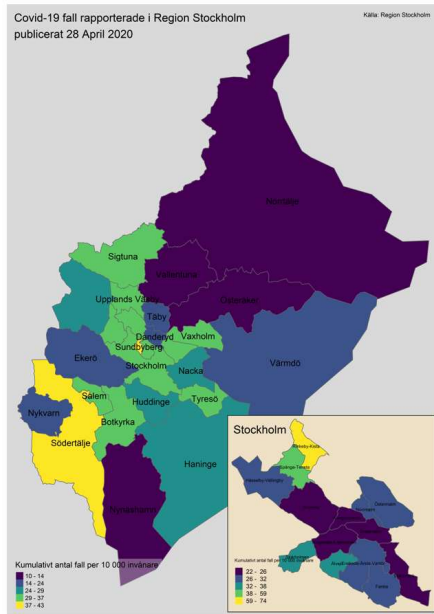 Covid-19 fall rapporterade i Region Stockholm
Källa: Region Stockholm
publicerat 28 April 2020
Norrtälje
Sigtuna
Vallentuna
Upplands Väsby
Österåker
Täby
Danderyd
Vaxholm
Sundbyberg
Ekerö
Stockholm
Värmdö
Nacka
Salem
Huddinge
Tyresö
Nykvarn
Botkyrka
Södertälje
Haninge
Nynäshamn
Stockholm
Rinkeby-Kista
Spånga-Tensta
Hässelby-Vällingby
Östermalm
Farsta
Kumulativt antal fall per 10 000 invånare
22 - 26
26 - 32
32 - 38
38 - 59
59 - 74
Kumulativt antal fall per 10 000 invånare
10 - 14
14 - 24
24 - 29
29 - 37
37 - 43